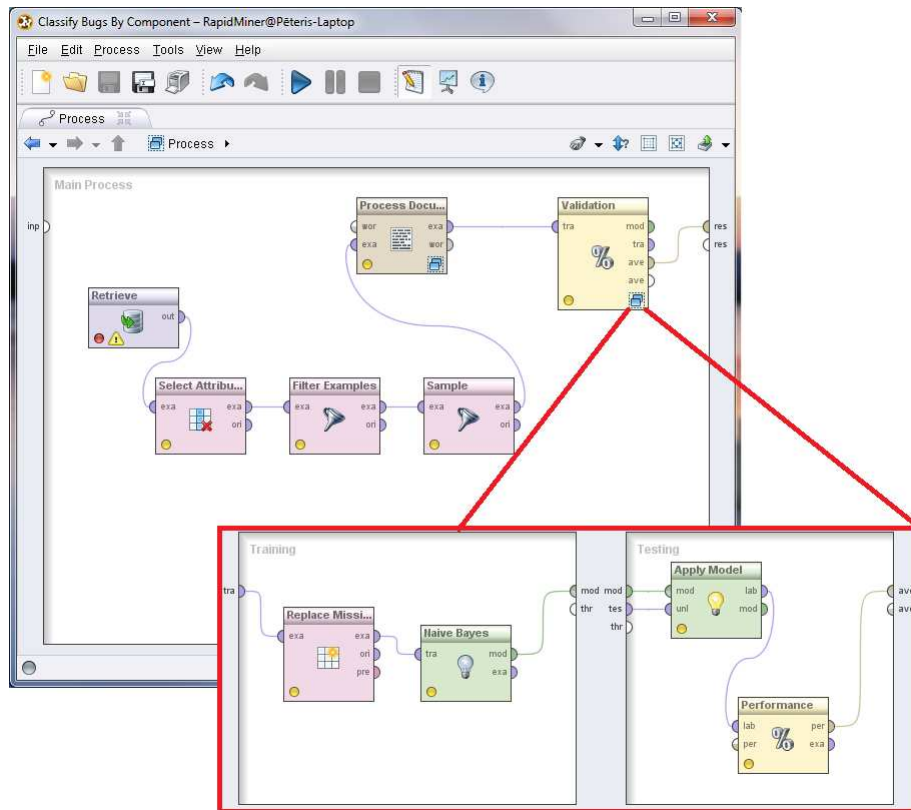 Classify Bugs By Component – RapidMiner@Pēteris-Laptop
File Edit Process Tools View Help
Process
Process
Main Process
inp
Process Docu...
wor exa
exa wor
Validation
tra mod
tra
ave
ave
res
res
Retrieve
out
Select Attribu...
exa exa
ori
Filter Examples
exa exa
ori
Sample
exa exa
ori
Training
tra
Replace Missi...
exa exa
ori
pre
Naive Bayes
tra mod
exa
mod
thr
Testing
mod
tes
thr
Apply Model
mod lab
unl mod
Performance
lab per
per exa
ave
ave